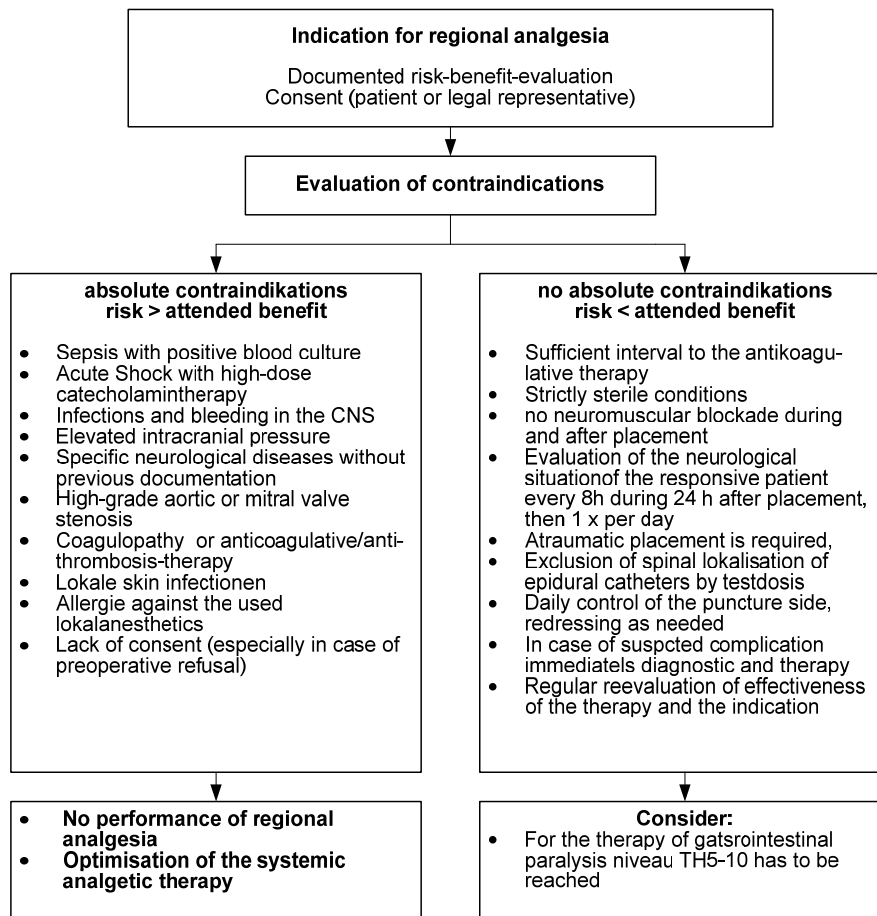 Indication for regional analgesia
Documented risk-benefit-evaluation
Consent (patient or legal representative)
Evaluation of contraindications
absolute contraindikations
risk > attended benefit
• Sepsis with positive blood culture
• Acute Shock with high-dose
catecholamintherapy
• Infections and bleeding in the CNS
• Elevated intracranial pressure
• Specific neurological diseases without
previous documentation
• High-grade aortic or mitral valve
stenosis
• Coagulopathy or anticoagulative/anti-
thrombosis-therapy
• Lokale skin infectionen
• Allergie against the used
lokalanesthetics
• Lack of consent (especially in case of
preoperative refusal)
no absolute contraindikations
risk < attended benefit
• Sufficient interval to the antikoagu-
lative therapy
• Strictly sterile conditions
• no neuromuscular blockade during
and after placement
• Evaluation of the neurological
situationof the responsive patient
every 8h during 24 h after placement,
then 1 x per day
• Atraumatic placement is required,
• Exclusion of spinal lokalisation of
epidural catheters by testdosis
• Daily control of the puncture side,
redressing as needed
• In case of suspcted complication
immediatels diagnostic and therapy
• Regular reevaluation of effectiveness
of the therapy and the indication
• No performance of regional
analgesia
• Optimisation of the systemic
analgetic therapy
Consider:
• For the therapy of gatsrointestinal
paralysis niveau TH5-10 has to be
reached